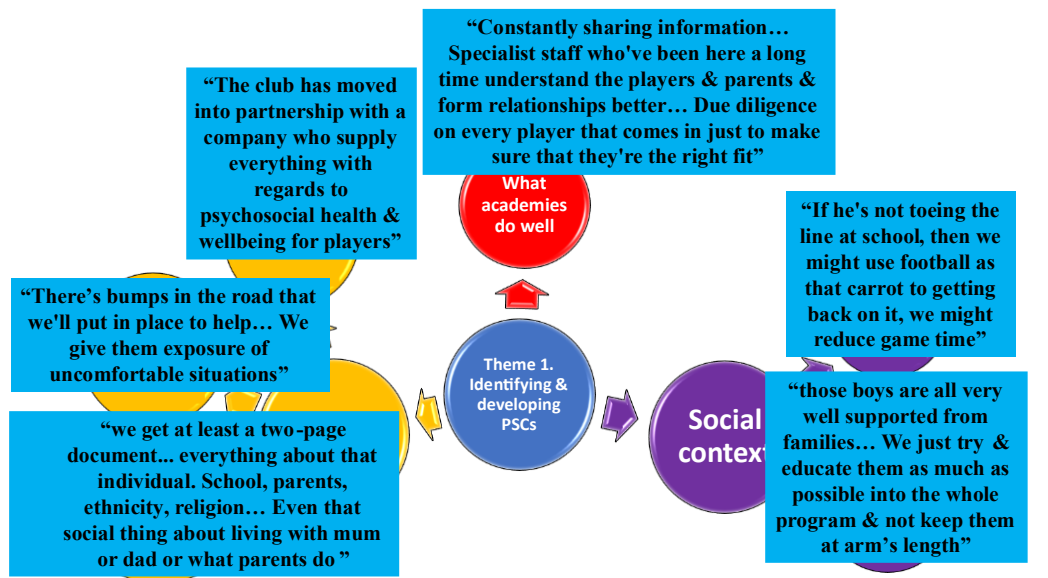 “Constantly sharing information…
Specialist staff who've been here a long
time understand the players & parents &
form relationships better… Due diligence
on every player that comes in just to make
sure that they're the right fit”
“The club has moved
into partnership with a
company who supply
everything with
regards to
psychosocial health &
wellbeing for players”
What
academies
do well
“If he's not toeing the
line at school, then we
might use football as
that carrot to getting
back on it, we might
reduce game time”
“There’s bumps in the road that
we'll put in place to help… We
give them exposure of
uncomfortable situations”
Theme 1.
Identifying &
developing
PSCs
Social
context
“those boys are all very
well supported from
families… We just try & 
educate them as much as
possible into the whole
program & not keep them
at arm’s length”
“we get at least a two-page
document... everything about that
individual. School, parents,
ethnicity, religion… Even that
social thing about living with mum
or dad or what parents do ”